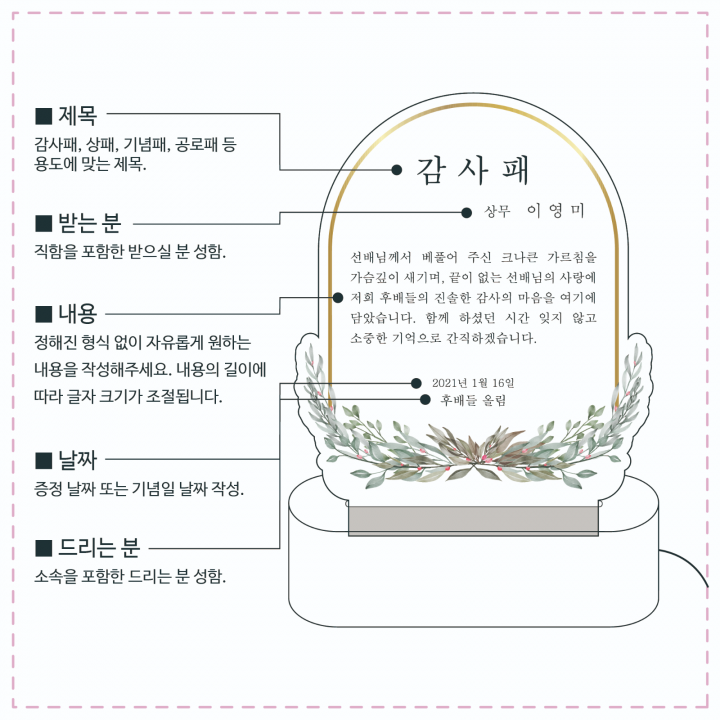 ■ 제목
감사패, 상패, 기념패, 공로패 등
용도에 맞는 제목.
■ 받는 분
직함을 포함한 받으실 분 성함.
■ 내용
정해진 형식 없이 자유롭게 원하는
내용을 작성해주세요. 내용의 길이에
따라 글자 크기가 조절됩니다.
■ 날짜
증정 날짜 또는 기념일 날짜 작성.
■ 드리는 분
소속을 포함한 드리는 분 성함.
감사패
상무 이영미
선배님께서 베풀어 주신 크나큰 가르침을
가슴깊이 새기며, 끝이 없는 선배님의 사랑에
저희 후배들의 진솔한 감사의 마음을 여기에
담았습니다. 함께 하셨던 시간 잊지 않고
소중한 기억으로 간직하겠습니다.
2021년 1월 16일
후배들 올림